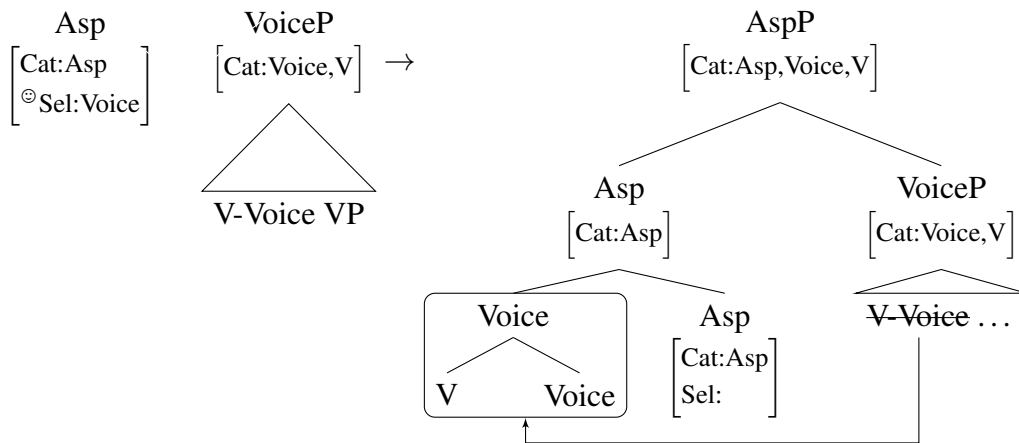 Asp VoiceP AspP
[Cat:Asp [Cat:Voice,V] → [Cat:Asp,Voice,V]
☺Sel:Voice]
V-Voice VP
Asp VoiceP
[Cat:Asp] [Cat:Voice,V]
Voice Asp V-Voice ...
[Cat:Asp
V Voice Sel: ]